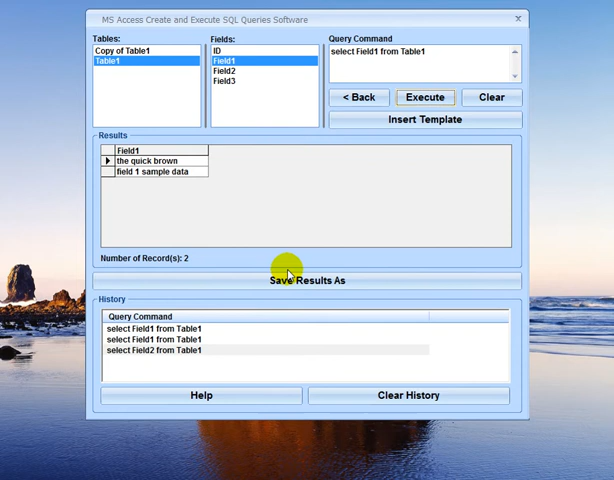 MS Access Create and Execute SQL Queries Software
Tables:
Copy of Table1
Table1
Fields:
ID
Field1
Field2
Field3
Query Command
select Field1 from Table1
< Back
Execute
Clear
Insert Template
Results
Field1
the quick brown
field 1 sample data
Number of Record(s): 2
Save Results As
History
Query Command
select Field1 from Table1
select Field1 from Table1
select Field2 from Table1
Help
Clear History